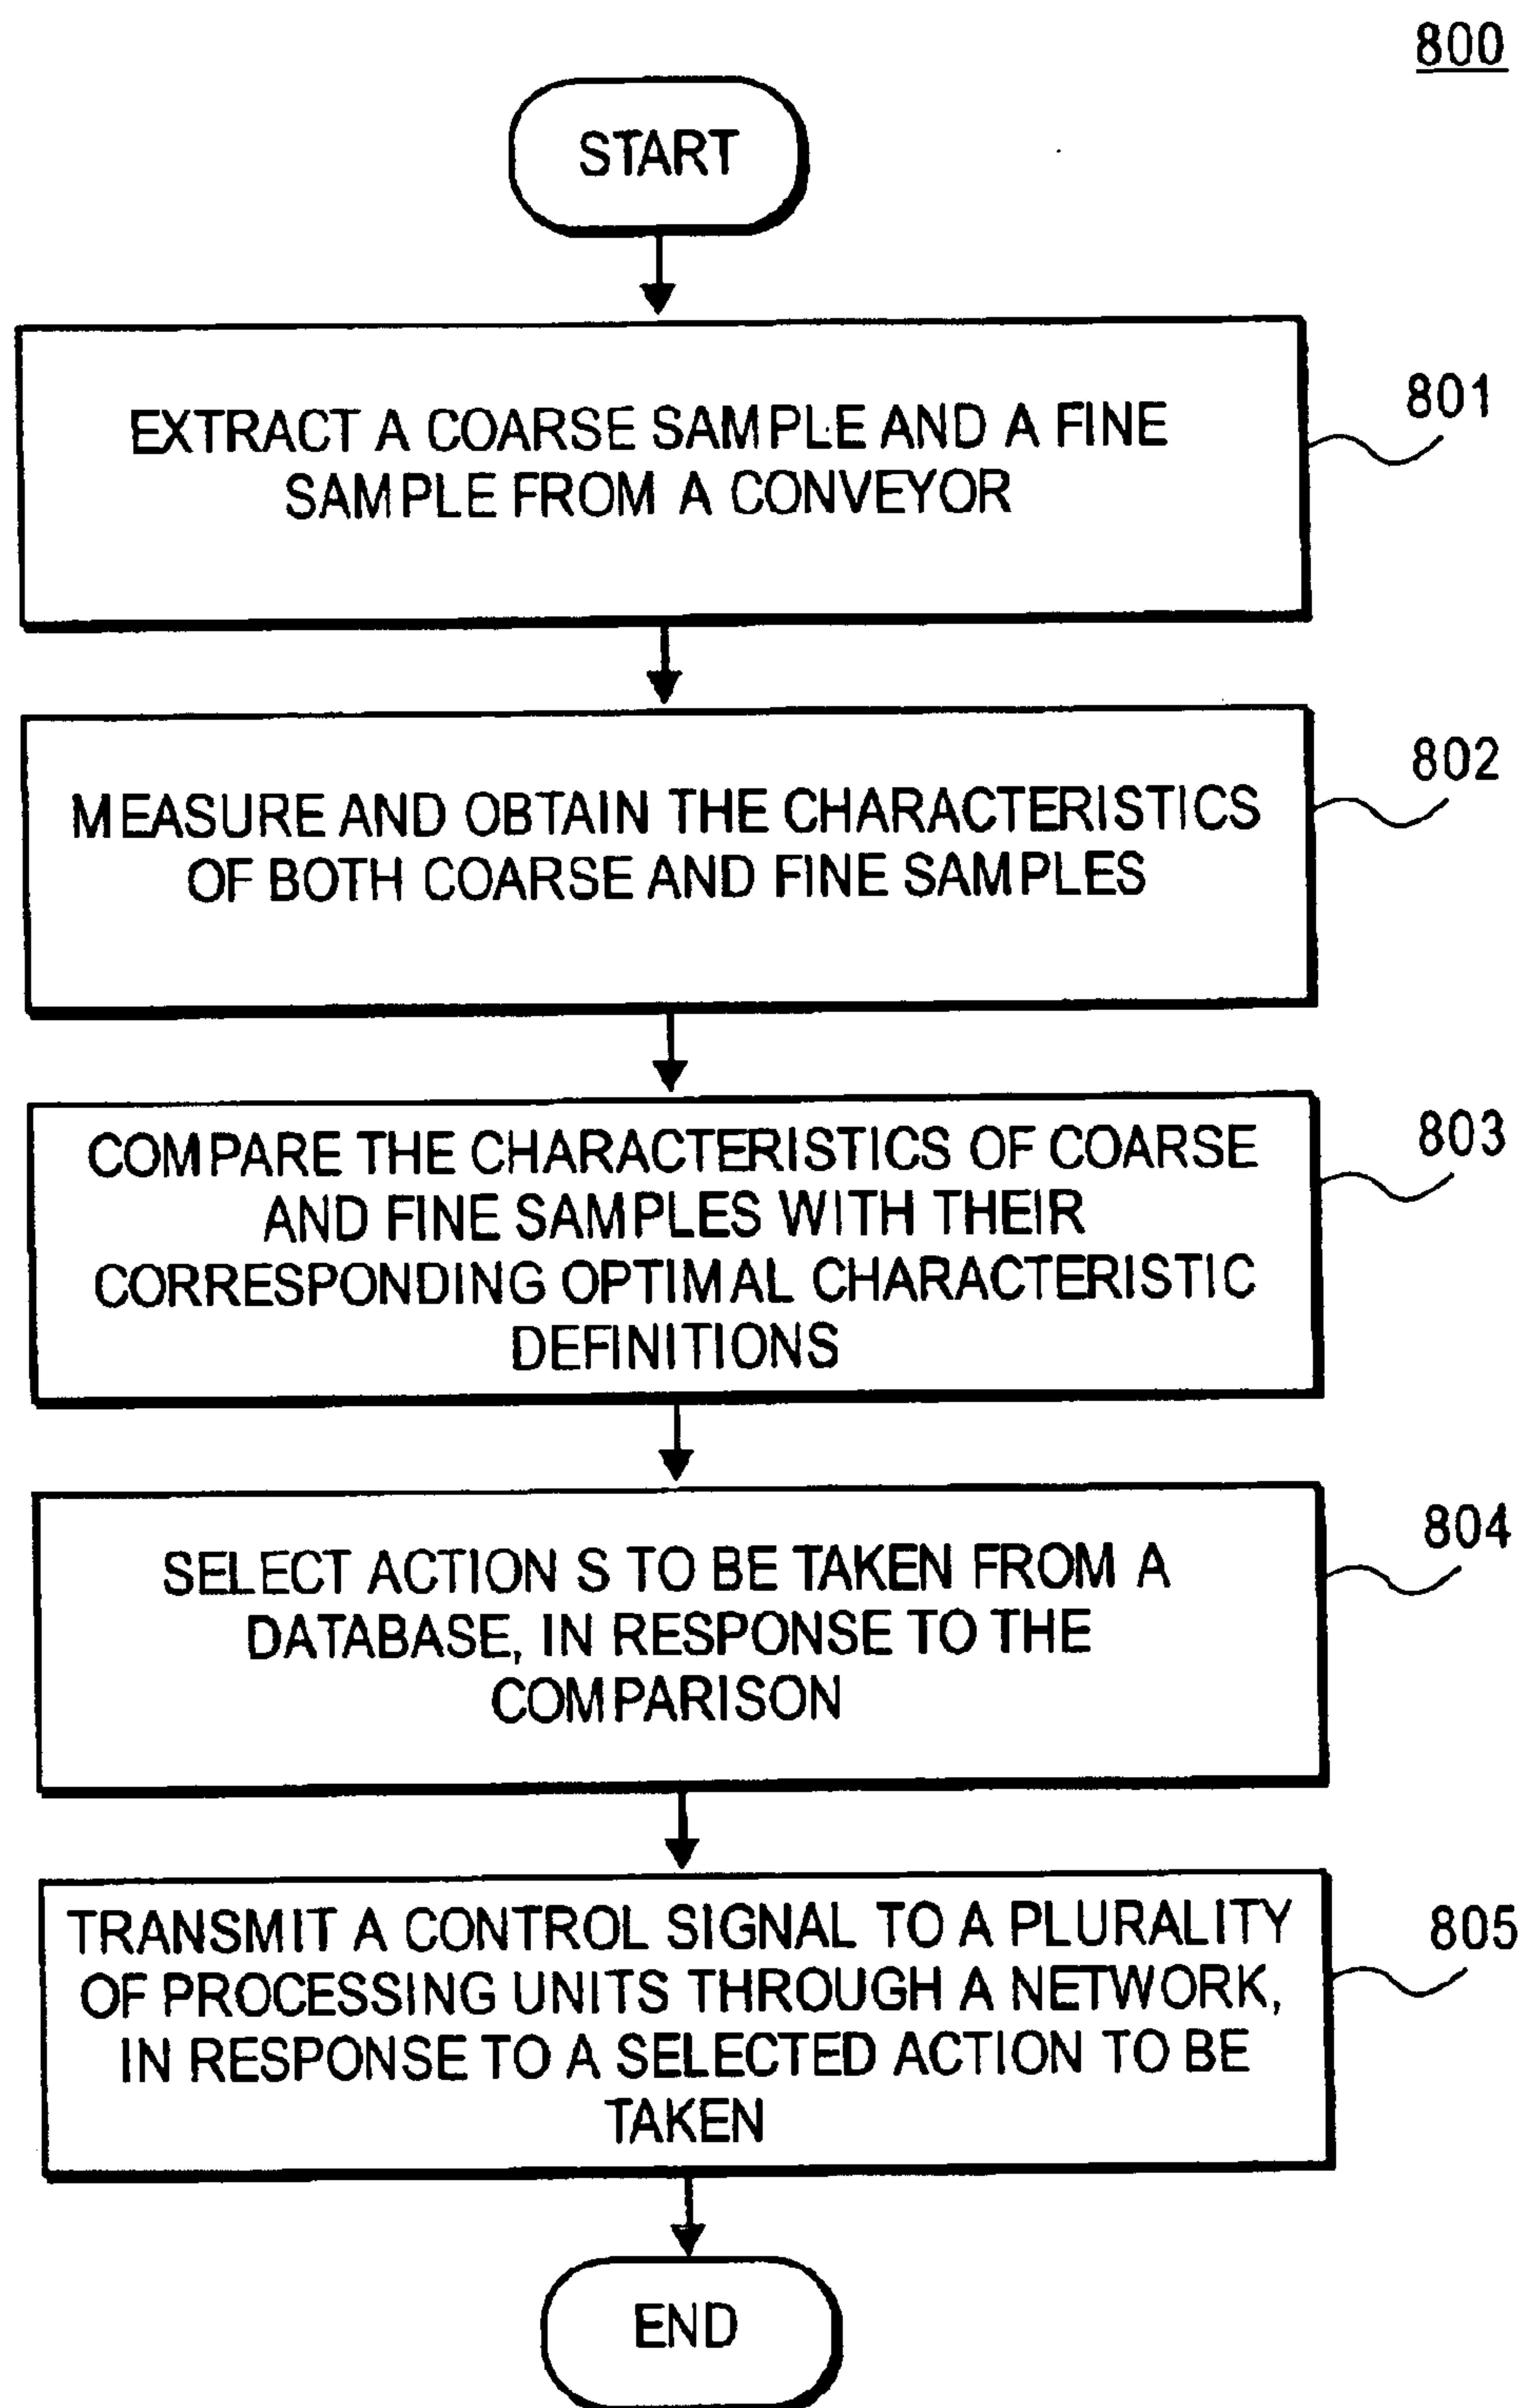 800
START
EXTRACT A COARSE SAMPLE AND A FINE
SAMPLE FROM A CONVEYOR
801
MEASURE AND OBTAIN THE CHARACTERISTICS
OF BOTH COARSE AND FINE SAMPLES
802
COMPARE THE CHARACTERISTICS OF COARSE
AND FINE SAMPLES WITH THEIR
CORRESPONDING OPTIMAL CHARACTERISTIC
DEFINITIONS
803
SELECT ACTION S TO BE TAKEN FROM A
DATABASE, IN RESPONSE TO THE
COMPARISON
804
TRANSMIT A CONTROL SIGNAL TO A PLURALITY
OF PROCESSING UNITS THROUGH A NETWORK,
IN RESPONSE TO A SELECTED ACTION TO BE
TAKEN
805
END